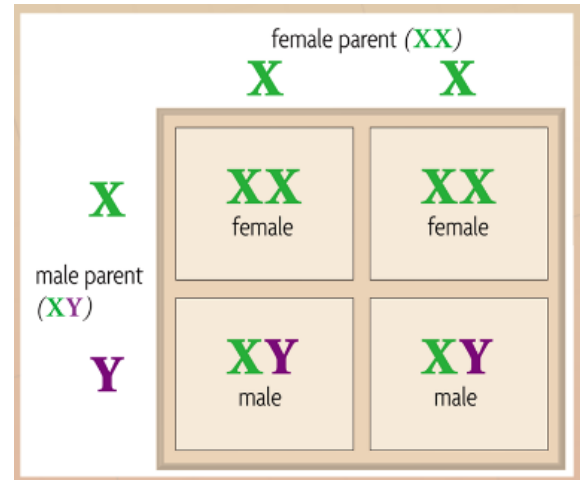 female parent (XX)
X X
X
XX XX
female female
male parent
(XY)
Y
XY XY
male male